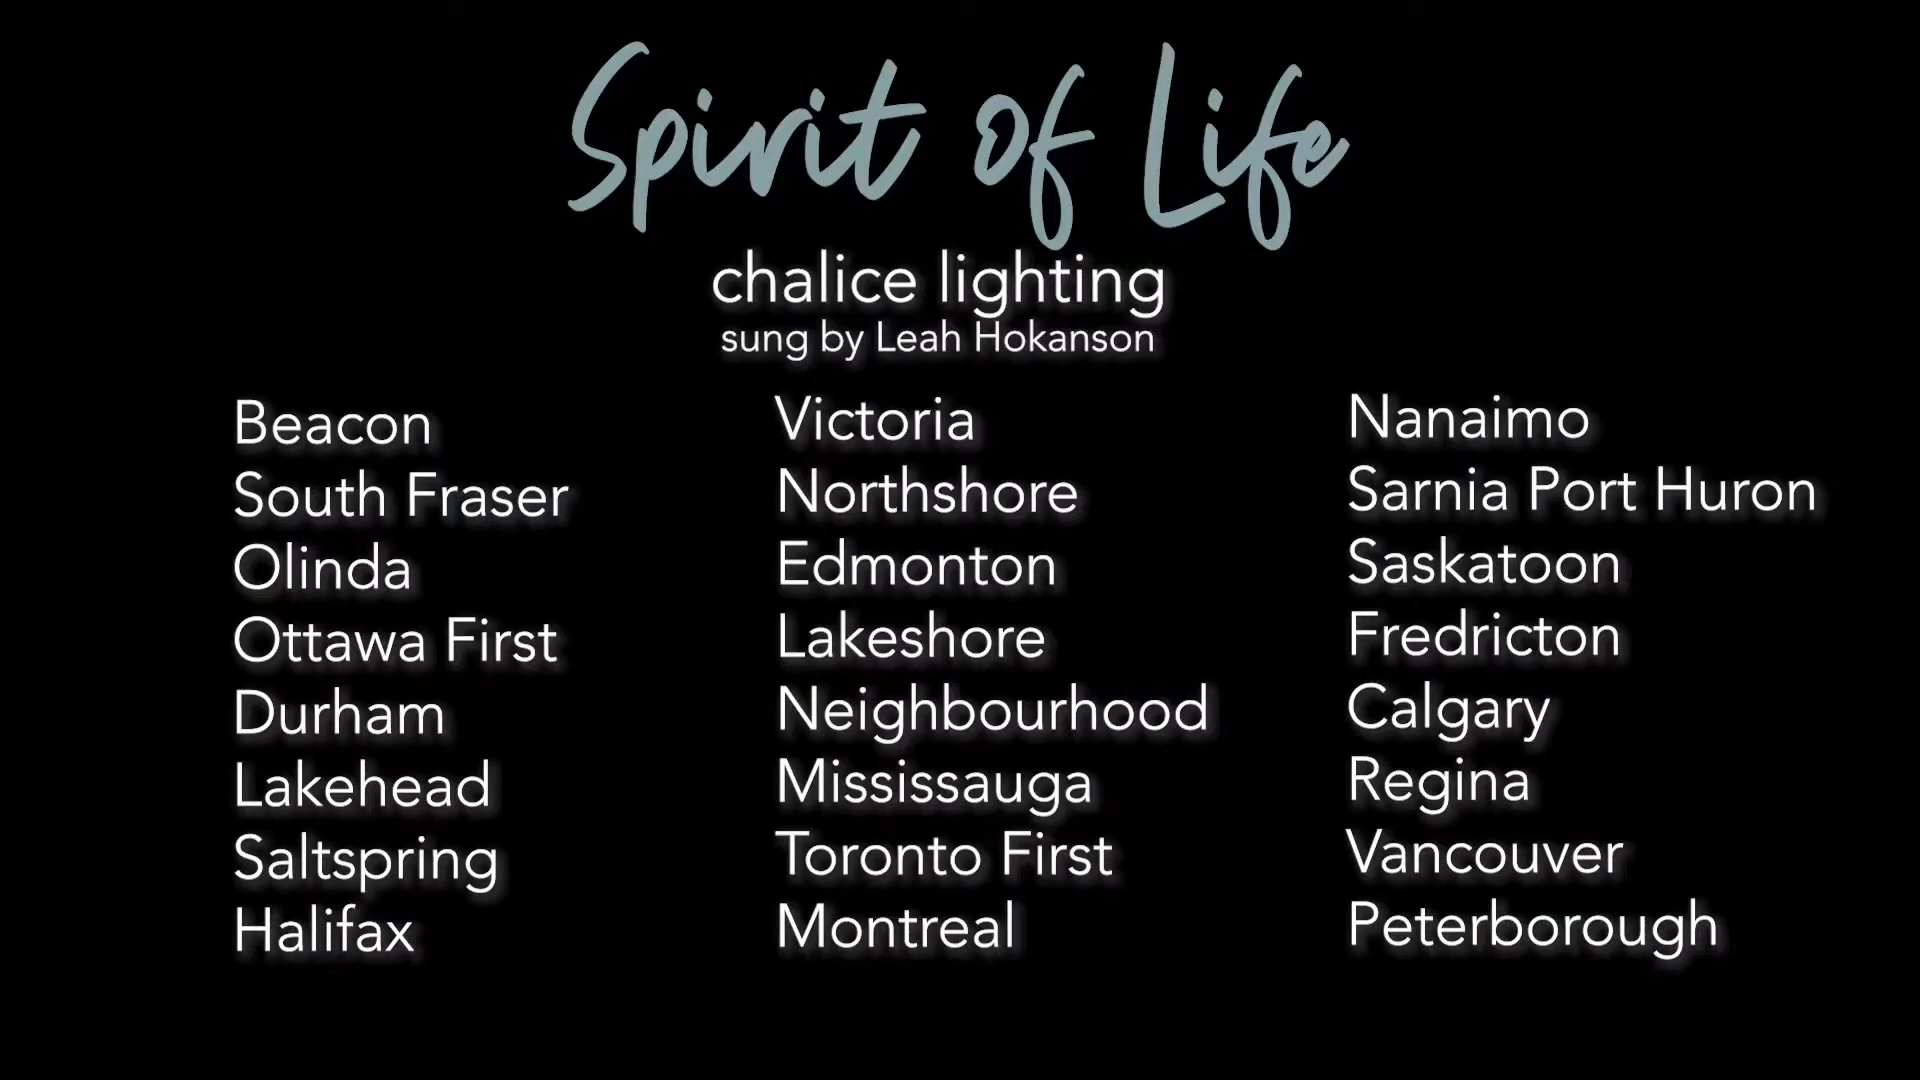 Spirit of Life
chalice lighting
sung by Leah Hokanson
Beacon
South Fraser
Olinda
Ottawa First
Durham
Lakehead
Saltspring
Halifax
Victoria
Northshore
Edmonton
Lakeshore
Neighbourhood
Mississauga
Toronto First
Montreal
Nanaimo
Sarnia Port Huron
Saskatoon
Fredricton
Calgary
Regina
Vancouver
Peterborough